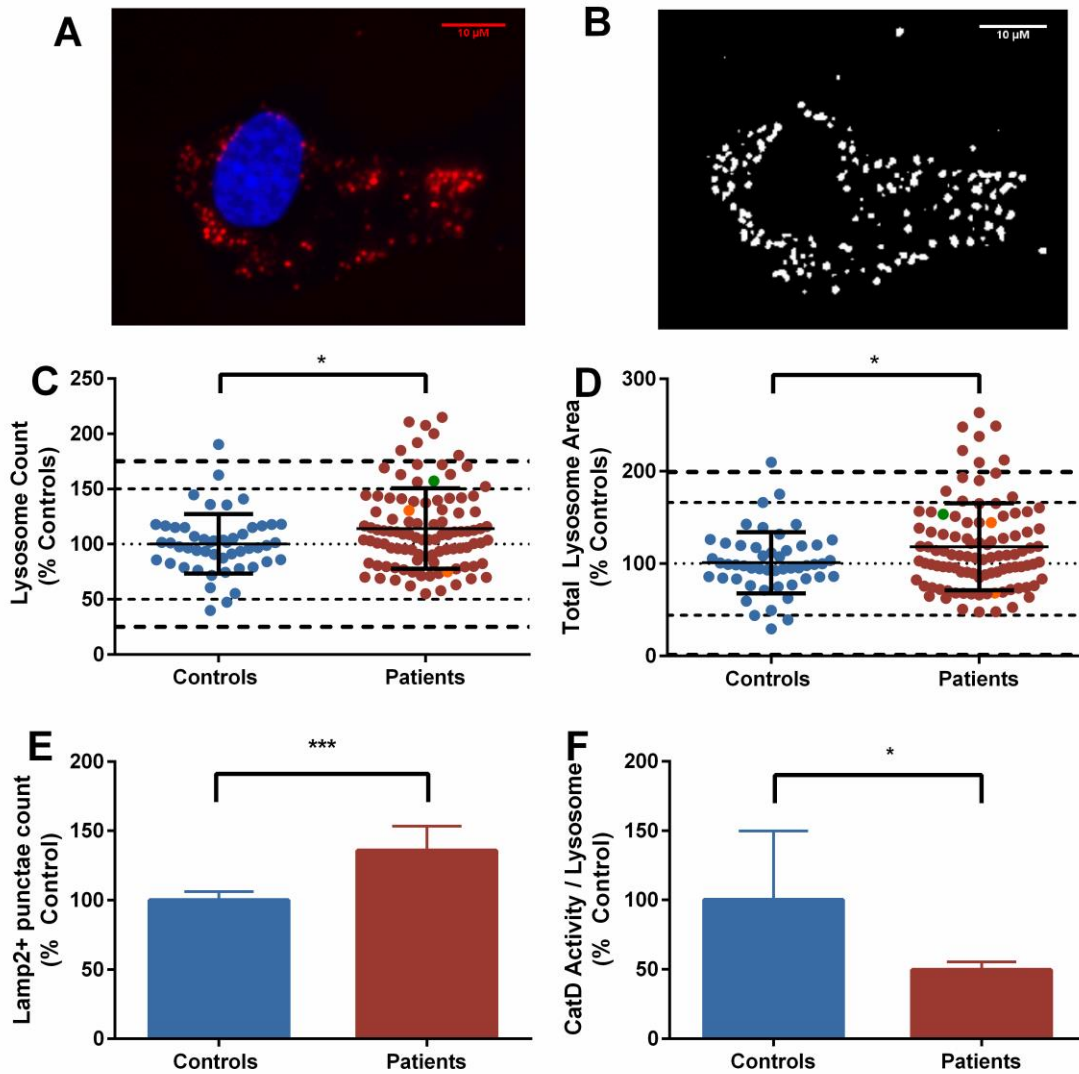 A
10 µM
B
10 µM
C
*
Lysosome Count
(% Controls)
250
200
150
100
50
0
Controls
Patients
D
*
Total Lysosome Area
(% Controls)
300
200
100
0
Controls
Patients
E
***
Lamp2+ punctae count
(% Control)
200
150
100
50
0
Controls
Patients
F
*
CatD Activity / Lysosome
(% Control)
200
150
100
50
0
Controls
Patients